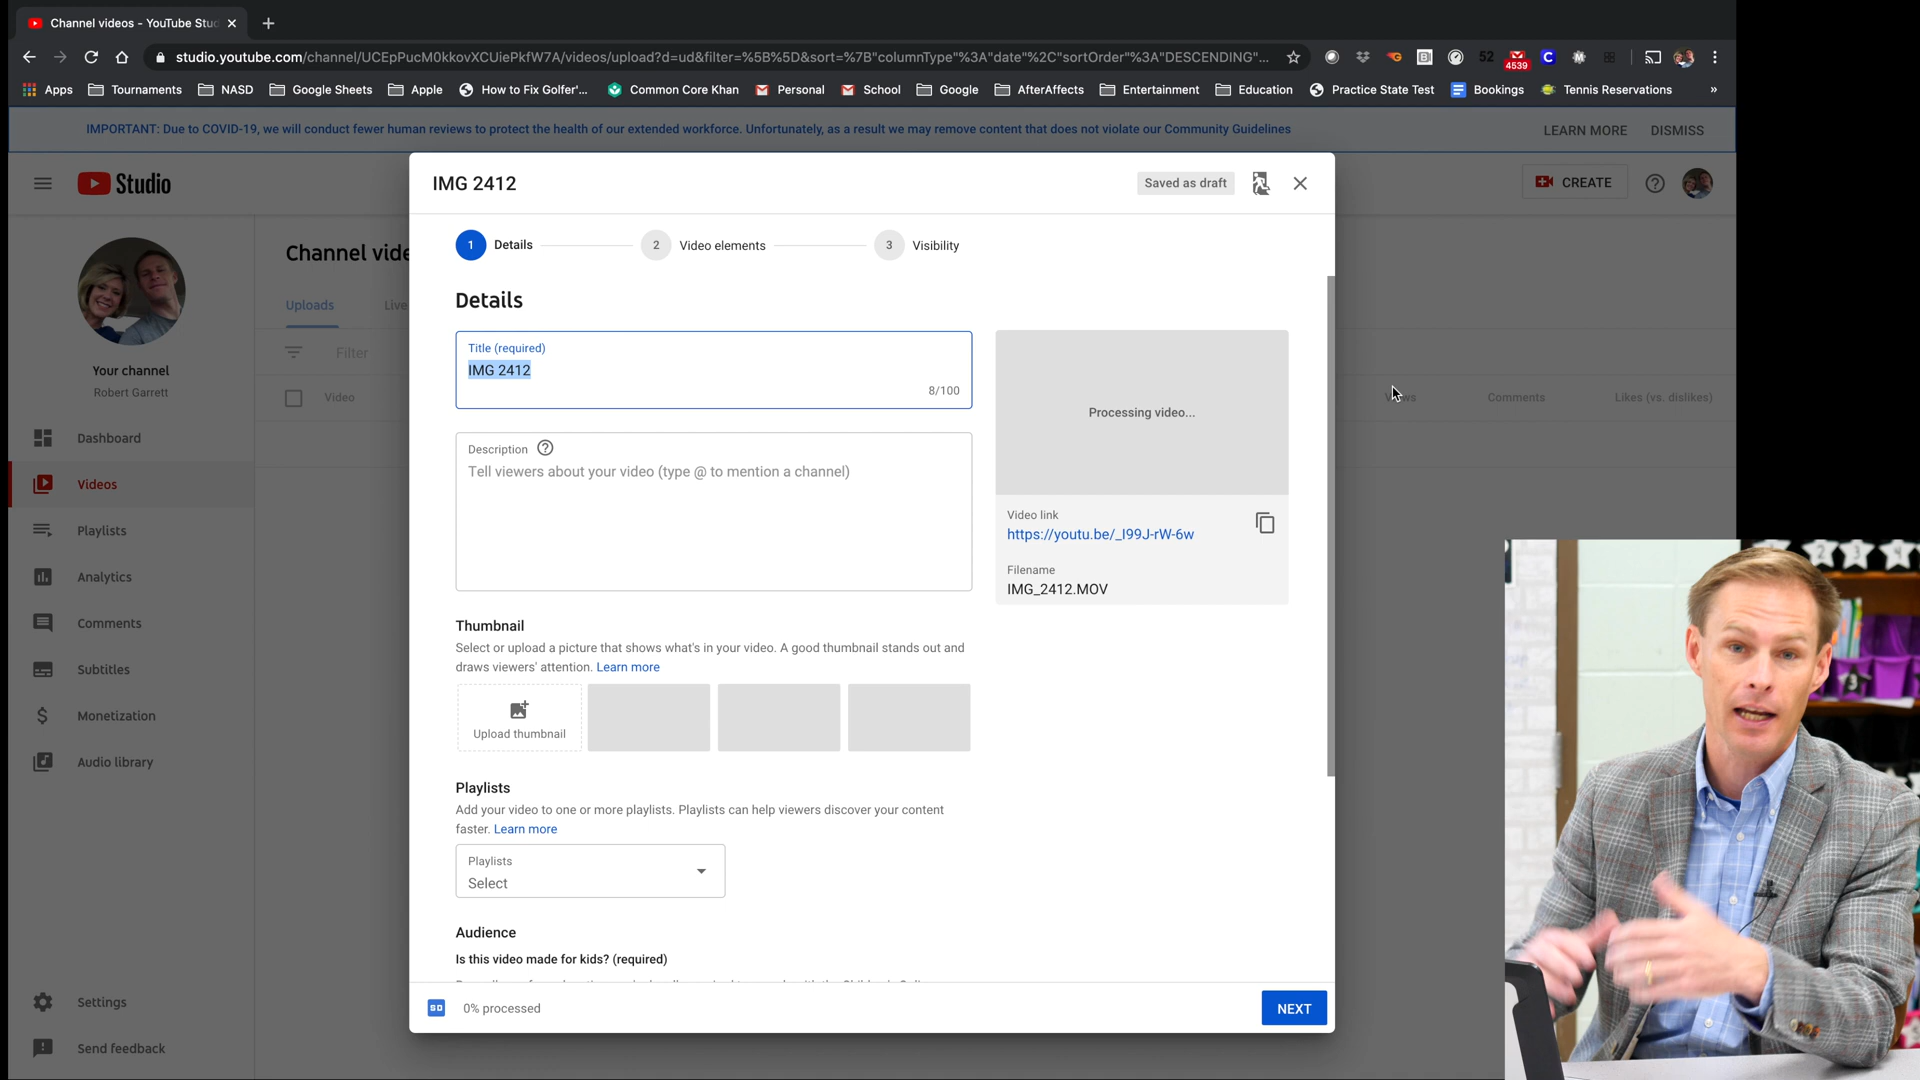 Channel videos - YouTube Stu
studio.youtube.com/channel/UCEpPucM0kkovXCUiePkfW7A/videos/upload?d=ud&filter=%5B%5D&sort=%7B"columnType"%3A"date"%2C"sortOrder"%3A"DESCENDING"...
52
4539
Apps
Tournaments
NASD
Google Sheets
Apple
How to Fix Golfer'...
Common Core Khan
Personal
School
Google
AfterAffects
Entertainment
Education
Practice State Test
Bookings
Tennis Reservations
»
IMPORTANT: Due to COVID-19, we will conduct fewer human reviews to protect the health of our extended workforce. Unfortunately, as a result we may remove content that does not violate our Community Guidelines
LEARN MORE
DISMISS
Studio
CREATE
IMG 2412
Saved as draft
1 Details
2 Video elements
3 Visibility
Channel vide
Uploads
Live
Filter
Video
Comments
Likes (vs. dislikes)
Your channel
Robert Garrett
Dashboard
Videos
Playlists
Analytics
Comments
Subtitles
Monetization
Audio library
Settings
Send feedback
Details
Title (required)
IMG 2412
8/100
Description
Tell viewers about your video (type @ to mention a channel)
Processing video...
Video link
https://youtu.be/_I99J-rW-6w
Filename
IMG_2412.MOV
Thumbnail
Select or upload a picture that shows what's in your video. A good thumbnail stands out and
draws viewers' attention. Learn more
Upload thumbnail
Playlists
Add your video to one or more playlists. Playlists can help viewers discover your content
faster. Learn more
Playlists
Select
Audience
Is this video made for kids? (required)
SD
0% processed
NEXT
2
3
4
3